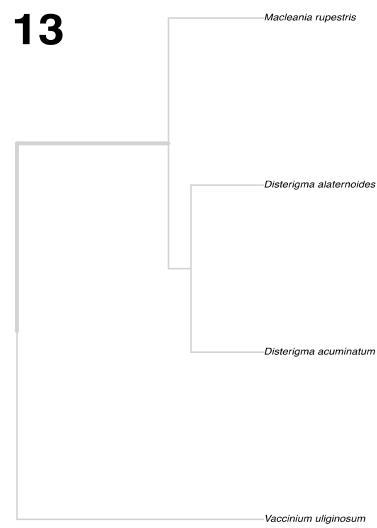 13
Macleania rupestris
Disterigma alaternoides
Disterigma acuminatum
Vaccinium uliginosum